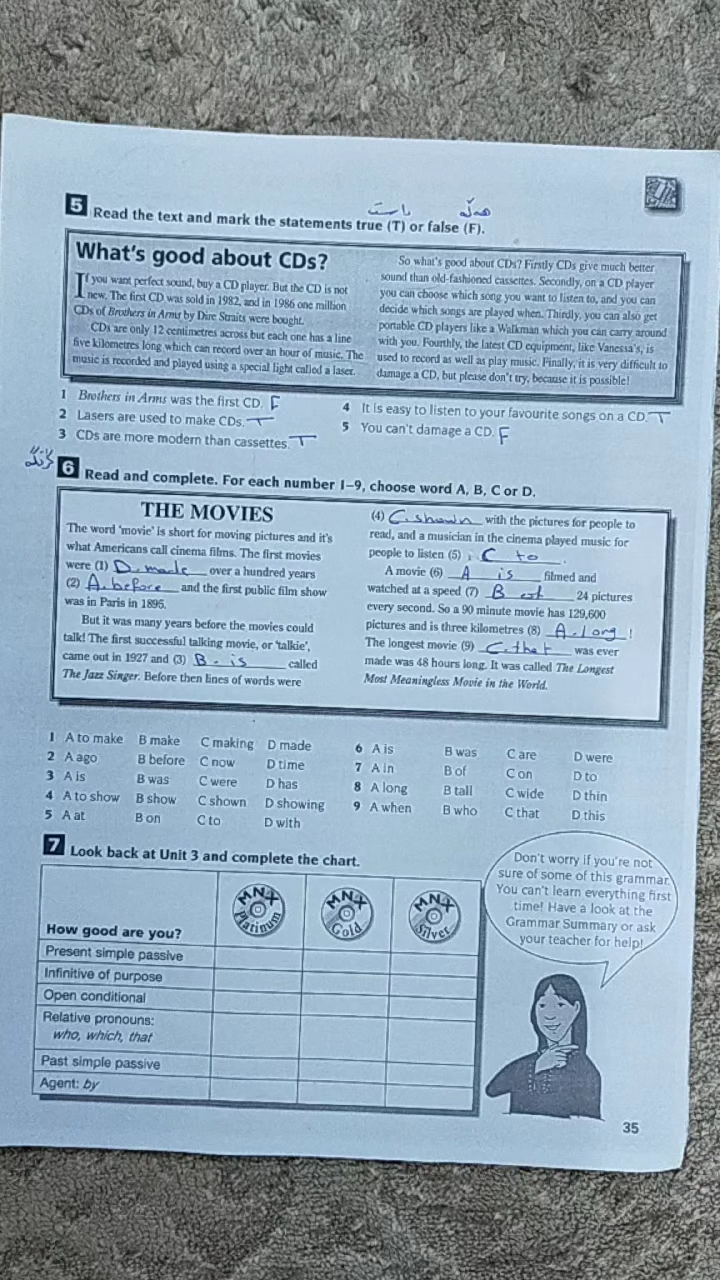 راست هەڵە
5 Read the text and mark the statements true (T) or false (F).
What's good about CDs?
If you want perfect sound, buy a CD player. But the CD is not
new. The first CD was sold in 1982, and in 1986 one million
CDs of Brothers in Arms by Dire Straits were bought.
CDs are only 12 centimetres across but each one has a line
five kilometres long which can record over an hour of music. The
music is recorded and played using a special light called a laser.
So what's good about CDs? Firstly CDs give much better
sound than old-fashioned cassettes. Secondly, on a CD player
you can choose which song you want to listen to, and you can
decide which songs are played when. Thirdly, you can also get
portable CD players like a Walkman which you can carry around
with you. Fourthly, the latest CD equipment, like Vanessa's, is
used to record as well as play music. Finally, it is very difficult to
damage a CD, but please don't try, because it is possible!
1 Brothers in Arms was the first CD. F
2 Lasers are used to make CDs. T
3 CDs are more modern than cassettes. T
4 It is easy to listen to your favourite songs on a CD. T
5 You can't damage a CD. F
6 Read and complete. For each number 1–9, choose word A, B, C or D.
THE MOVIES
The word 'movie' is short for moving pictures and it's
what Americans call cinema films. The first movies
were (1) D. made over a hundred years
(2) A. before and the first public film show
was in Paris in 1895.
But it was many years before the movies could
talk! The first successful talking movie, or 'talkie',
came out in 1927 and (3) B. is called
The Jazz Singer. Before then lines of words were
(4) C. shown with the pictures for people to
read, and a musician in the cinema played music for
people to listen (5) C to .
A movie (6) A is filmed and
watched at a speed (7) B 24 pictures
every second. So a 90 minute movie has 129,600
pictures and is three kilometres (8) A. long !
The longest movie (9) C. that was ever
made was 48 hours long. It was called The Longest
Most Meaningless Movie in the World.
1 A to make B make C making D made
2 A ago B before C now D time
3 A is B was C were D has
4 A to show B show C shown D showing
5 A at B on C to D with
6 A is B was C are D were
7 A in B of C on D to
8 A long B tall C wide D thin
9 A when B who C that D this
7 Look back at Unit 3 and complete the chart.
How good are you?
MNX Platinum
MNX Gold
MNX Silver
Present simple passive
Infinitive of purpose
Open conditional
Relative pronouns:
who, which, that
Past simple passive
Agent: by
Don't worry if you're not
sure of some of this grammar.
You can't learn everything first
time! Have a look at the
Grammar Summary or ask
your teacher for help!
35